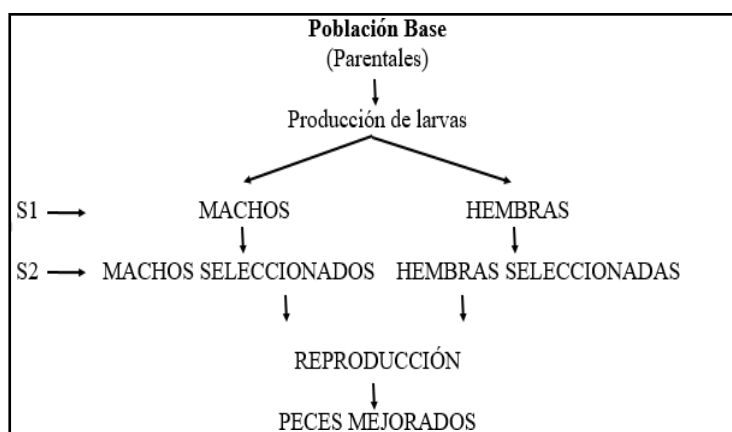 Población Base
(Parentales)
Producción de larvas
S1 MACHOS HEMBRAS
S2 MACHOS SELECCIONADOS HEMBRAS SELECCIONADAS
REPRODUCCIÓN
PECES MEJORADOS